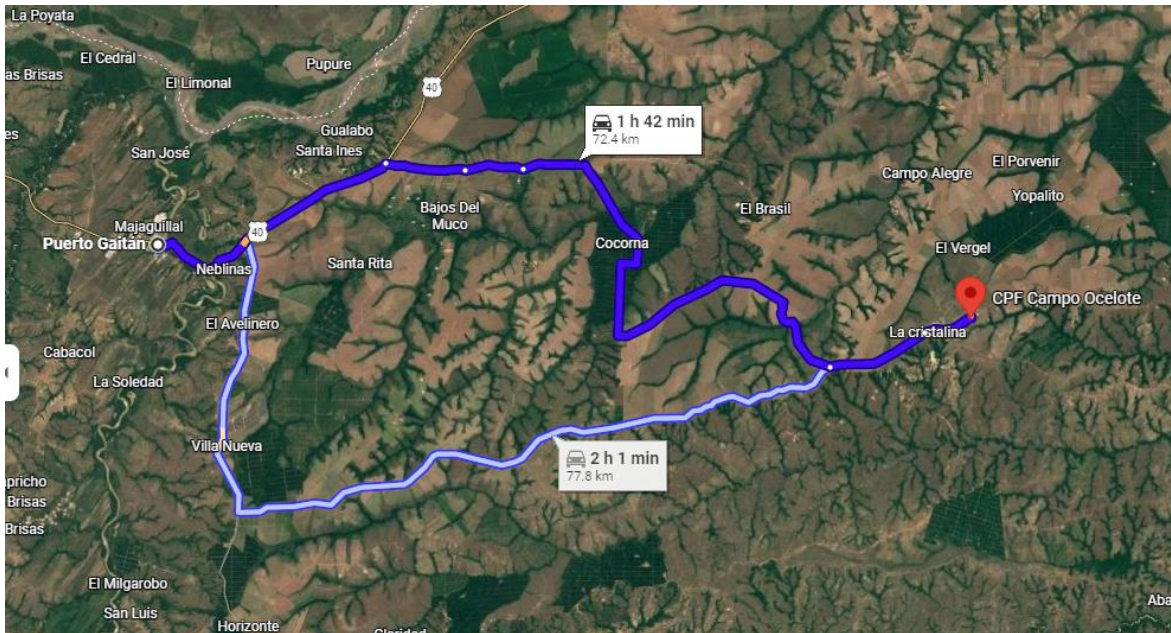 La Poyata
El Cedral
as Brisas
El Limonal
Pupure
40
Gualabo
San José
Santa Ines
1 h 42 min
72.4 km
El Porvenir
Campo Alegre
Yopalito
Bajos Del
Muco
El Brasil
Majaguillal
40
Puerto Gaitán
Cocorna
El Vergel
Neblinas
Santa Rita
CPF Campo Ocelote
El Avelinero
La cristalina
Cabacol
La Soledad
Villa Nueva
2 h 1 min
77.8 km
apricho
Brisas
Brisas
El Milgarobo
San Luis
Horizonte
Claridad
Aba